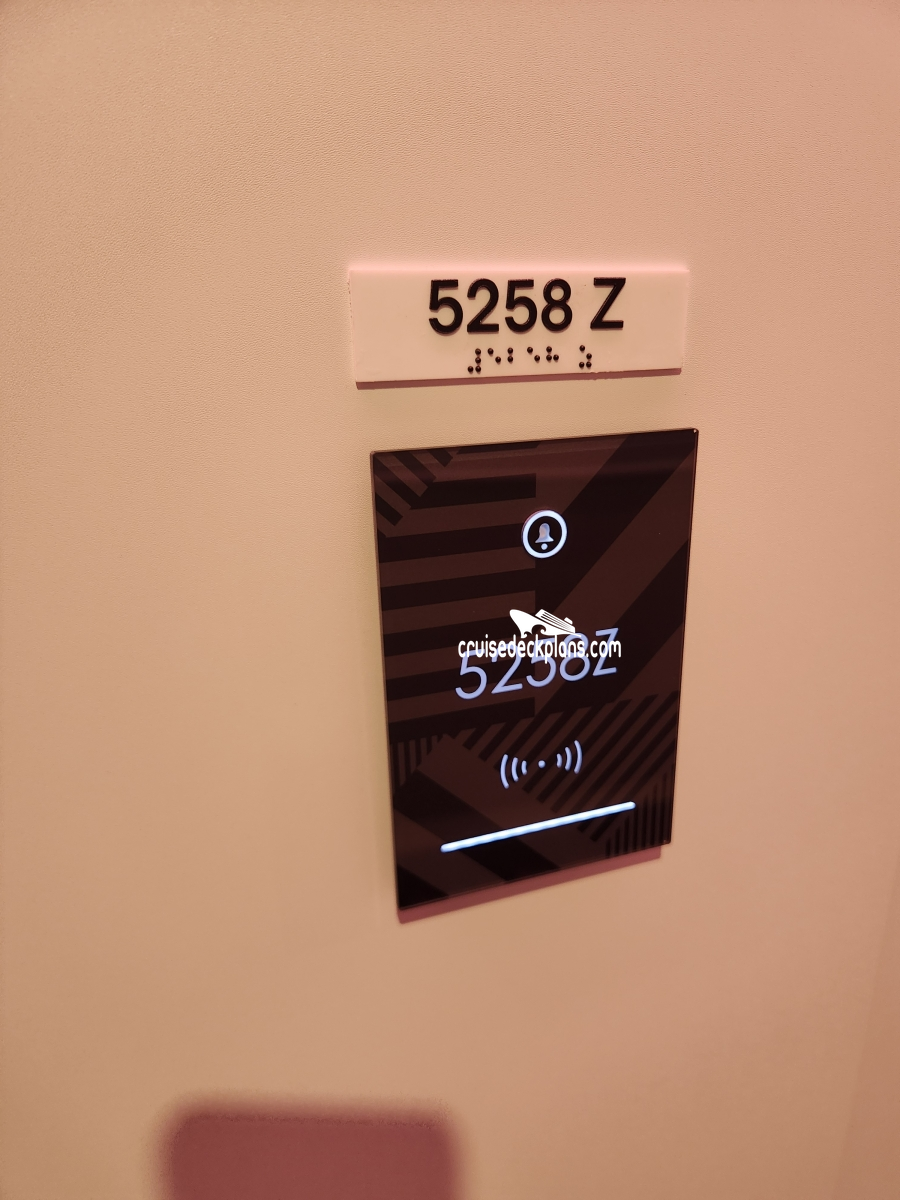 5258 Z
⠼⠑⠃⠑⠓ ⠵
cruisedeckplans.com
5258Z